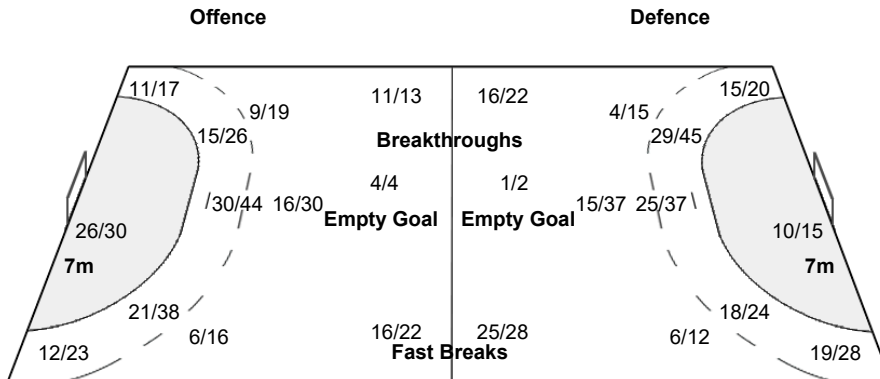 Offence Defence
11/17 11/13 16/22 15/20
9/19 4/15
15/26 Breakthroughs 29/45
4/4 1/2
30/44 16/30 15/37 25/37
Empty Goal Empty Goal
26/30 10/15
7m 7m
21/38 18/24
6/16 16/22 25/28 6/12
12/23 Fast Breaks 19/28